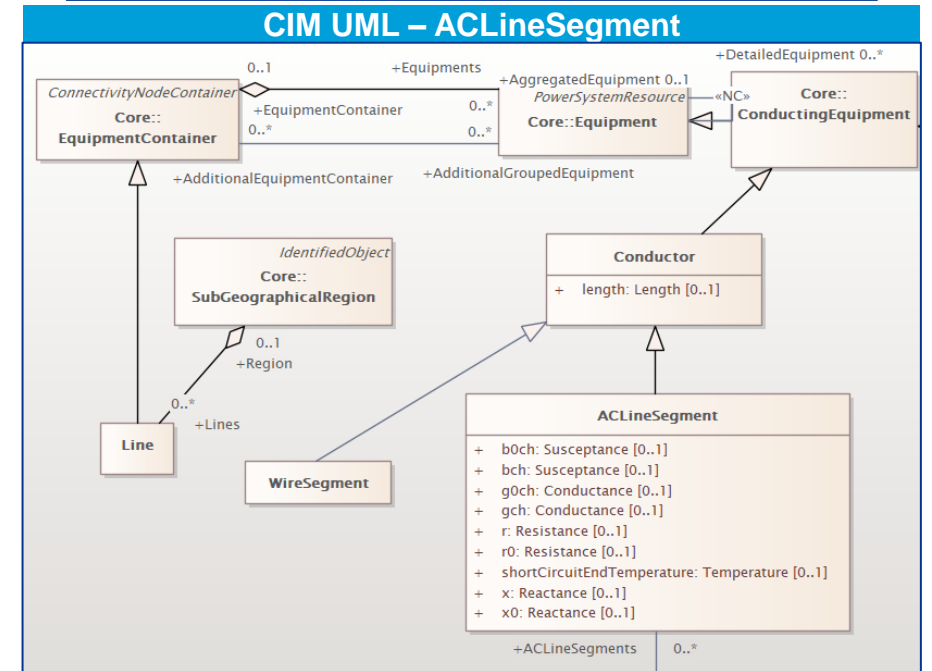 CIM UML – ACLineSegment
+DetailedEquipment 0..*
0..1
+Equipments
+AggregatedEquipment 0..1
ConnectivityNodeContainer
Core::
EquipmentContainer
+EquipmentContainer
0..*
0..*
0..*
PowerSystemResource
Core::Equipment
«NC»
Core::
ConductingEquipment
+AdditionalEquipmentContainer
+AdditionalGroupedEquipment
IdentifiedObject
Core::
SubGeographicalRegion
0..1
+Region
0..*
+Lines
Line
Conductor
+ length: Length [0..1]
WireSegment
ACLineSegment
+ b0ch: Susceptance [0..1]
+ bch: Susceptance [0..1]
+ g0ch: Conductance [0..1]
+ gch: Conductance [0..1]
+ r: Resistance [0..1]
+ r0: Resistance [0..1]
+ shortCircuitEndTemperature: Temperature [0..1]
+ x: Reactance [0..1]
+ x0: Reactance [0..1]
+ACLineSegments 0..*